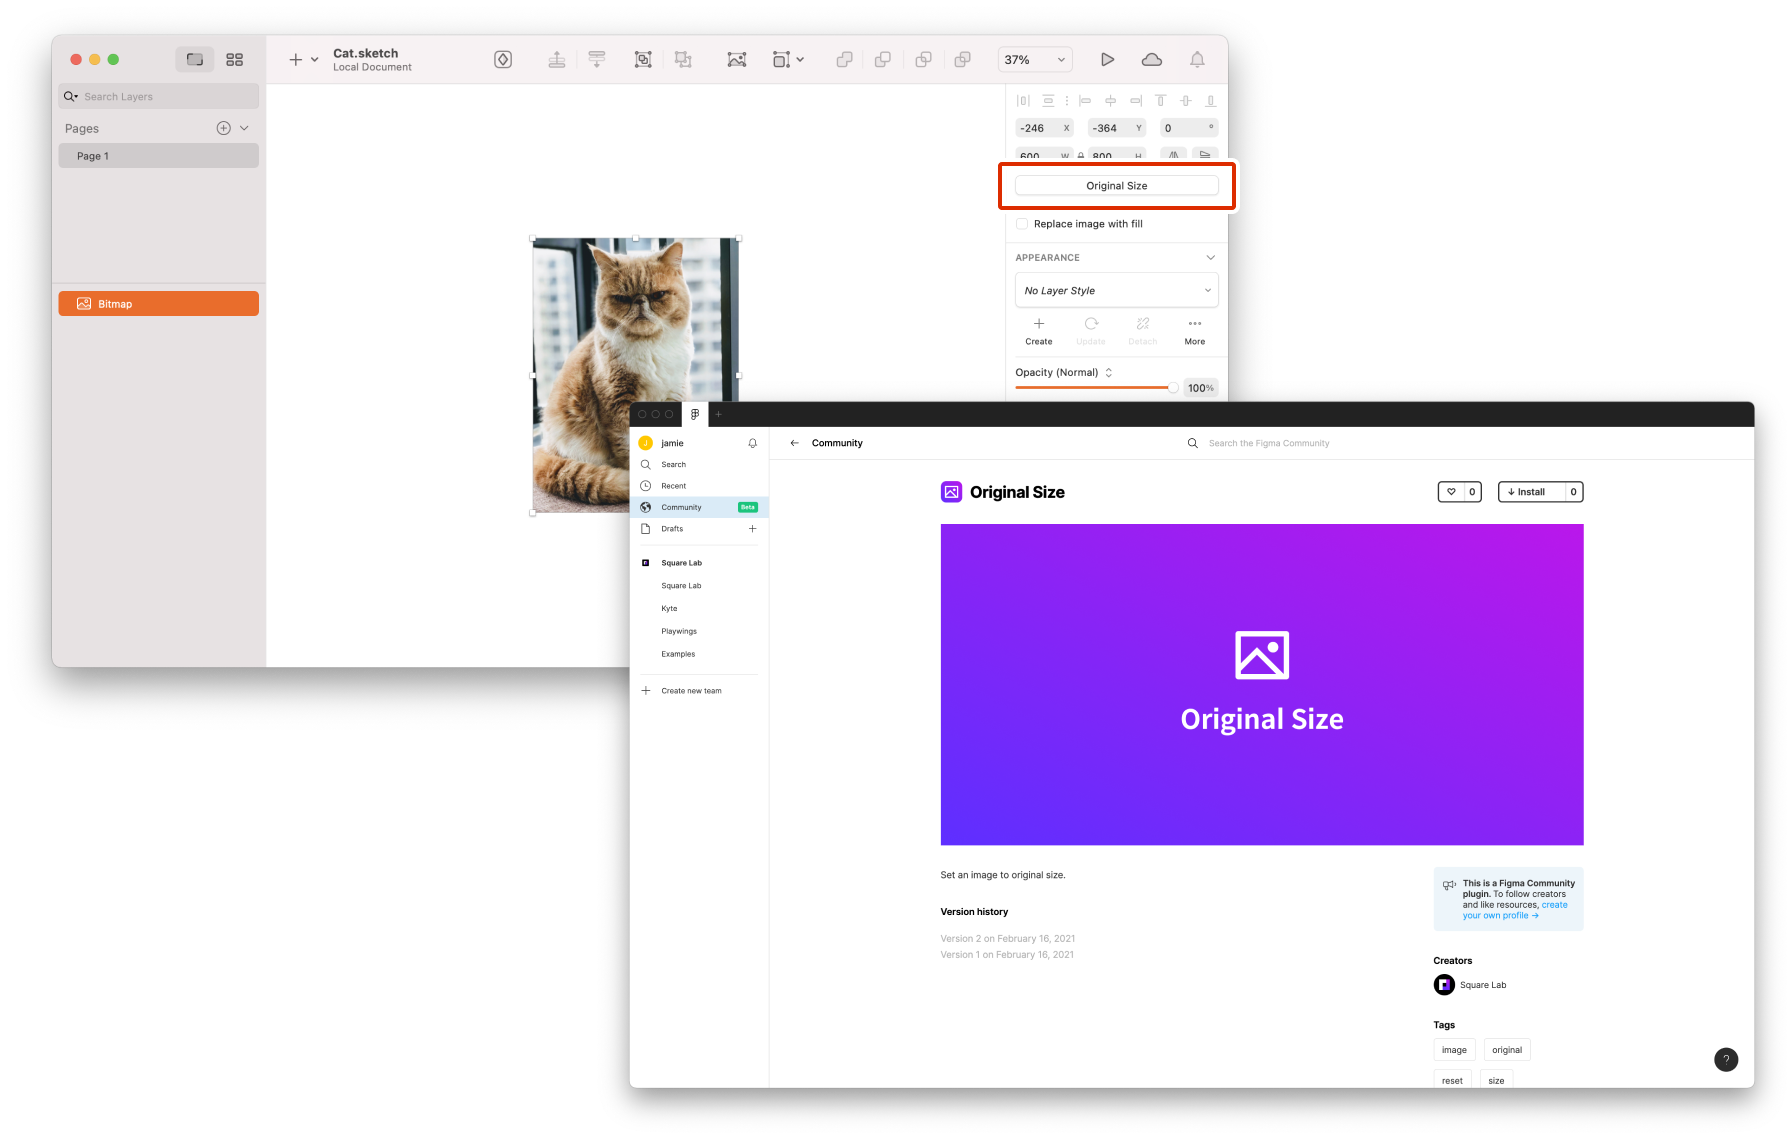 Cat.sketch
Local Document
37%
Search Layers
Pages
Page 1
Bitmap
-246 X
-364 Y
0 °
600 W
800 H
Original Size
Replace image with fill
APPEARANCE
No Layer Style
Create
Update
Detach
More
Opacity (Normal)
100%
J jamie
Search
Recent
Community Beta
Drafts
Square Lab
Square Lab
Kyte
Playwings
Examples
Create new team
Community
Search the Figma Community
Original Size
0
Install 0
Original Size
Set an image to original size.
Version history
Version 2 on February 16, 2021
Version 1 on February 16, 2021
This is a Figma Community
plugin. To follow creators
and like resources, create
your own profile →
Creators
Square Lab
Tags
image
original
reset
size
?